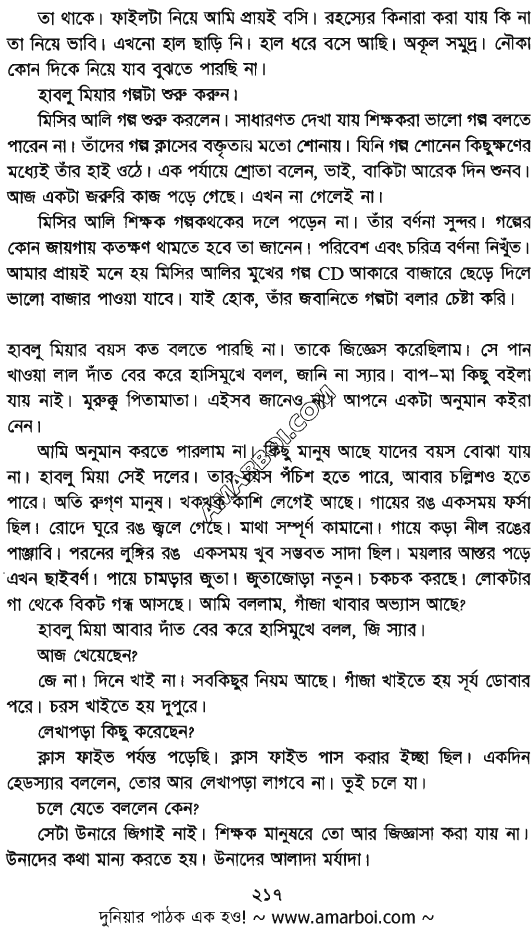 তা থাকে। ফাইলটা নিয়ে আমি প্রায়ই বসি। রহস্যের কিনারা করা যায় কি না
তা নিয়ে ভাবি। এখনো হাল ছাড়ি নি। হাল ধরে বসে আছি। অকূল সমুদ্র। নৌকা
কোন দিকে নিয়ে যাব বুঝতে পারছি না।
হাবলু মিয়ার গল্পটা শুরু করুন।
মিসির আলি গল্প শুরু করলেন। সাধারণত দেখা যায় শিক্ষকরা ভালো গল্প বলতে
পারেন না। তাঁদের গল্প ক্লাসের বক্তৃতার মতো শোনায়। যিনি গল্প শোনেন কিছুক্ষণের
মধ্যেই তাঁর হাই ওঠে। এক পর্যায়ে শ্রোতা বলেন, ভাই, বাকিটা আরেক দিন শুনব।
আজ একটা জরুরি কাজ পড়ে গেছে। এখন না গেলেই না।
মিসির আলি শিক্ষক গল্পকথকের দলে পড়েন না। তাঁর বর্ণনা সুন্দর। গল্পের
কোন জায়গায় কতক্ষণ থামতে হবে তা জানেন। পরিবেশ এবং চরিত্র বর্ণনা নিখুঁত।
আমার প্রায়ই মনে হয় মিসির আলির মুখের গল্প CD আকারে বাজারে ছেড়ে দিলে
ভালো বাজার পাওয়া যাবে। যাই হোক, তাঁর জবানিতে গল্পটা বলার চেষ্টা করি।
হাবলু মিয়ার বয়স কত বলতে পারছি না। তাকে জিজ্ঞেস করেছিলাম। সে পান
খাওয়া লাল দাঁত বের করে হাসিমুখে বলল, জানি না স্যার। বাপ-মা কিছু বইলা
যায় নাই। মুরুক্কু পিতামাতা। এইসব জানেও না। আপনে একটা অনুমান কইরা
নেন।
আমি অনুমান করতে পারলাম না। কিছু মানুষ আছে যাদের বয়স বোঝা যায়
না। হাবলু মিয়া সেই দলের। তার বয়স পঁচিশ হতে পারে, আবার চল্লিশও হতে
পারে। অতি রুগ্‌ণ মানুষ। খকখক কাশি লেগেই আছে। গায়ের রঙ একসময় ফর্সা
ছিল। রোদে ঘুরে রঙ জ্বলে গেছে। মাথা সম্পূর্ণ কামানো। গায়ে কড়া নীল রঙের
পাঞ্জাবি। পরনের লুঙ্গির রঙ একসময় খুব সম্ভবত সাদা ছিল। ময়লার আস্তর পড়ে
এখন ছাইবর্ণ। পায়ে চামড়ার জুতা। জুতাজোড়া নতুন। চকচক করছে। লোকটার
গা থেকে বিকট গন্ধ আসছে। আমি বললাম, গাঁজা খাবার অভ্যাস আছে?
হাবলু মিয়া আবার দাঁত বের করে হাসিমুখে বলল, জি স্যার।
আজ খেয়েছেন?
জে না। দিনে খাই না। সবকিছুর নিয়ম আছে। গাঁজা খাইতে হয় সূর্য ডোবার
পরে। চরস খাইতে হয় দুপুরে।
লেখাপড়া কিছু করেছেন?
ক্লাস ফাইভ পর্যন্ত পড়েছি। ক্লাস ফাইভ পাস করার ইচ্ছা ছিল। একদিন
হেডস্যার বললেন, তোর আর লেখাপড়া লাগবে না। তুই চলে যা।
চলে যেতে বললেন কেন?
সেটা উনারে জিগাই নাই। শিক্ষক মানুষরে তো আর জিজ্ঞাসা করা যায় না।
উনাদের কথা মান্য করতে হয়। উনাদের আলাদা মর্যাদা।
২১৭
দুনিয়ার পাঠক এক হও! ~ www.amarboi.com ~
AMARBOI.COM